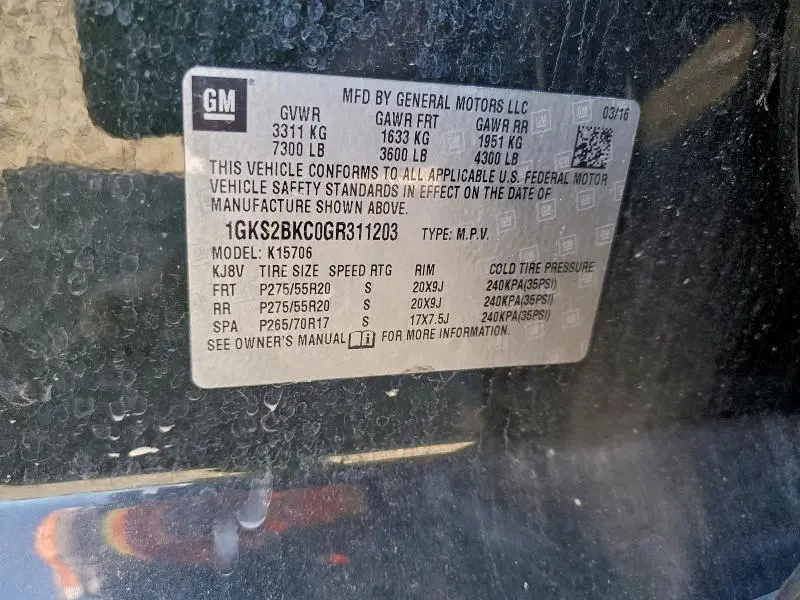 GM ®
MFD BY GENERAL MOTORS LLC
03/16
GVWR GAWR FRT GAWR RR
3311 KG 1633 KG 1951 KG
7300 LB 3600 LB 4300 LB
THIS VEHICLE CONFORMS TO ALL APPLICABLE U.S. FEDERAL MOTOR
VEHICLE SAFETY STANDARDS IN EFFECT ON THE DATE OF
MANUFACTURE SHOWN ABOVE.
1GKS2BKC0GR311203 TYPE: M.P.V.
MODEL: K15706
KJ8V TIRE SIZE SPEED RTG RIM COLD TIRE PRESSURE
FRT P275/55R20 S 20X9J 240KPA(35PSI)
RR P275/55R20 S 20X9J 240KPA(35PSI)
SPA P265/70R17 S 17X7.5J 240KPA(35PSI)
SEE OWNER'S MANUAL i FOR MORE INFORMATION.